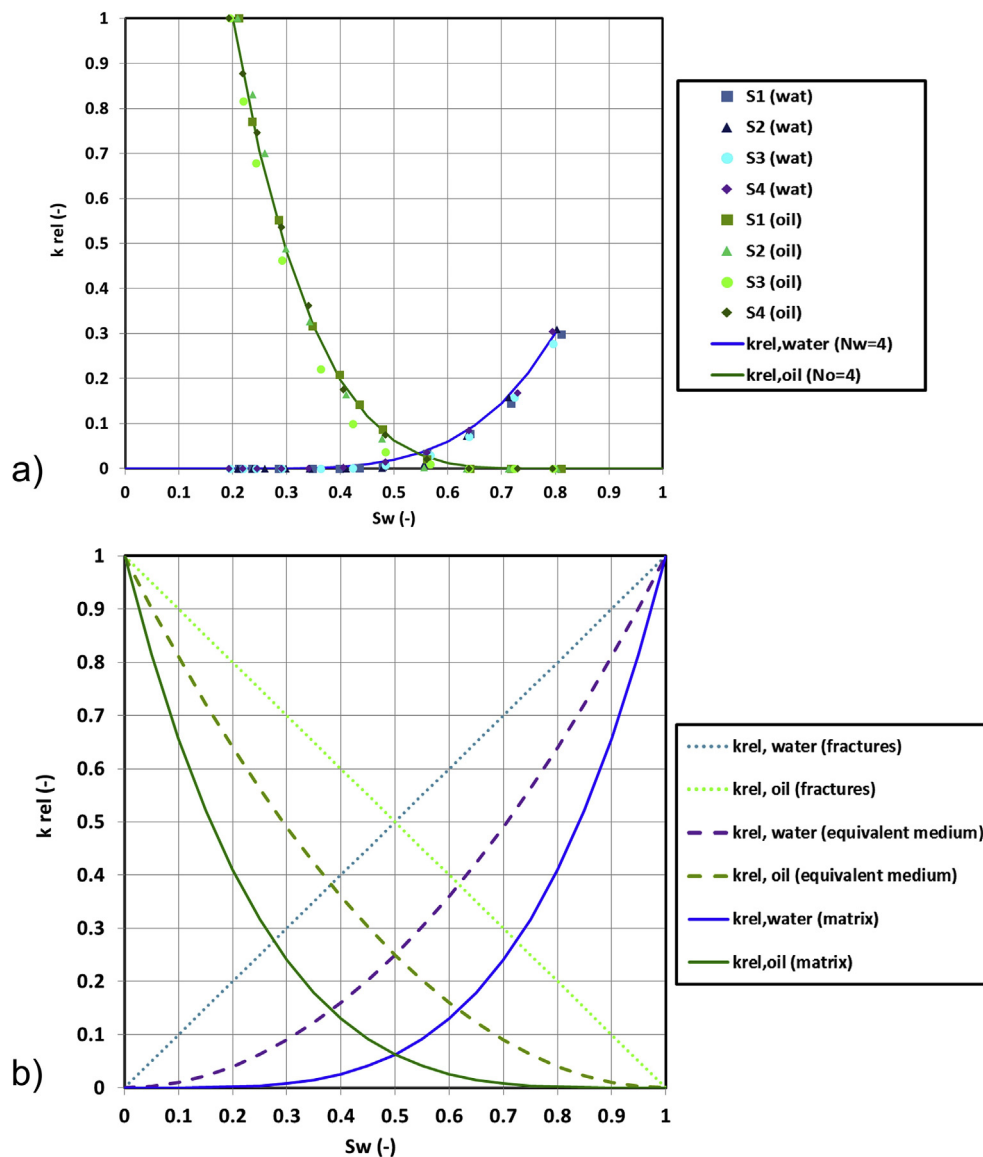 1
0.9
0.8
0.7
0.6
0.5
0.4
0.3
0.2
0.1
0
k rel (-)
0 0.1 0.2 0.3 0.4 0.5 0.6 0.7 0.8 0.9 1
Sw (-)
a)
S1 (wat)
S2 (wat)
S3 (wat)
S4 (wat)
S1 (oil)
S2 (oil)
S3 (oil)
S4 (oil)
krel,water (Nw=4)
krel,oil (No=4)
1
0.9
0.8
0.7
0.6
0.5
0.4
0.3
0.2
0.1
0
k rel (-)
0 0.1 0.2 0.3 0.4 0.5 0.6 0.7 0.8 0.9 1
Sw (-)
b)
krel, water (fractures)
krel, oil (fractures)
krel, water (equivalent medium)
krel, oil (equivalent medium)
krel,water (matrix)
krel,oil (matrix)